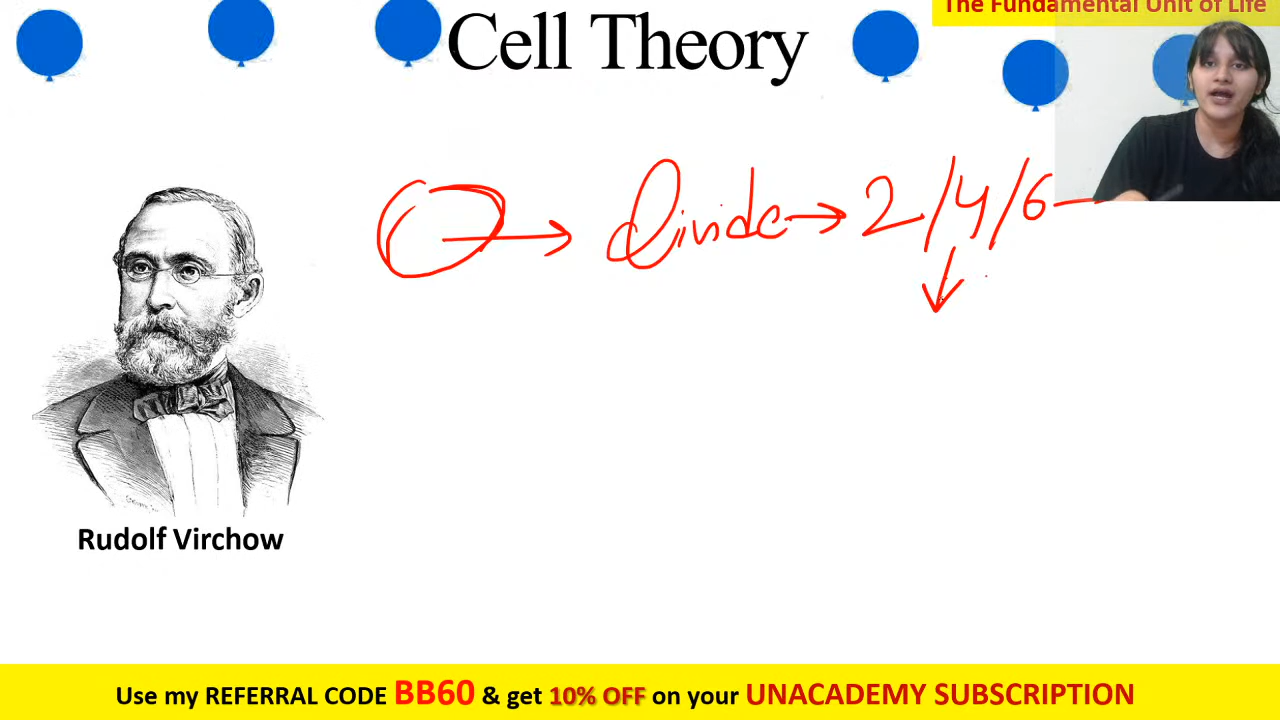 The Fundamental Unit of Life
Cell Theory
Divide → 2/4/6
Rudolf Virchow
Use my REFERRAL CODE BB60 & get 10% OFF on your UNACADEMY SUBSCRIPTION